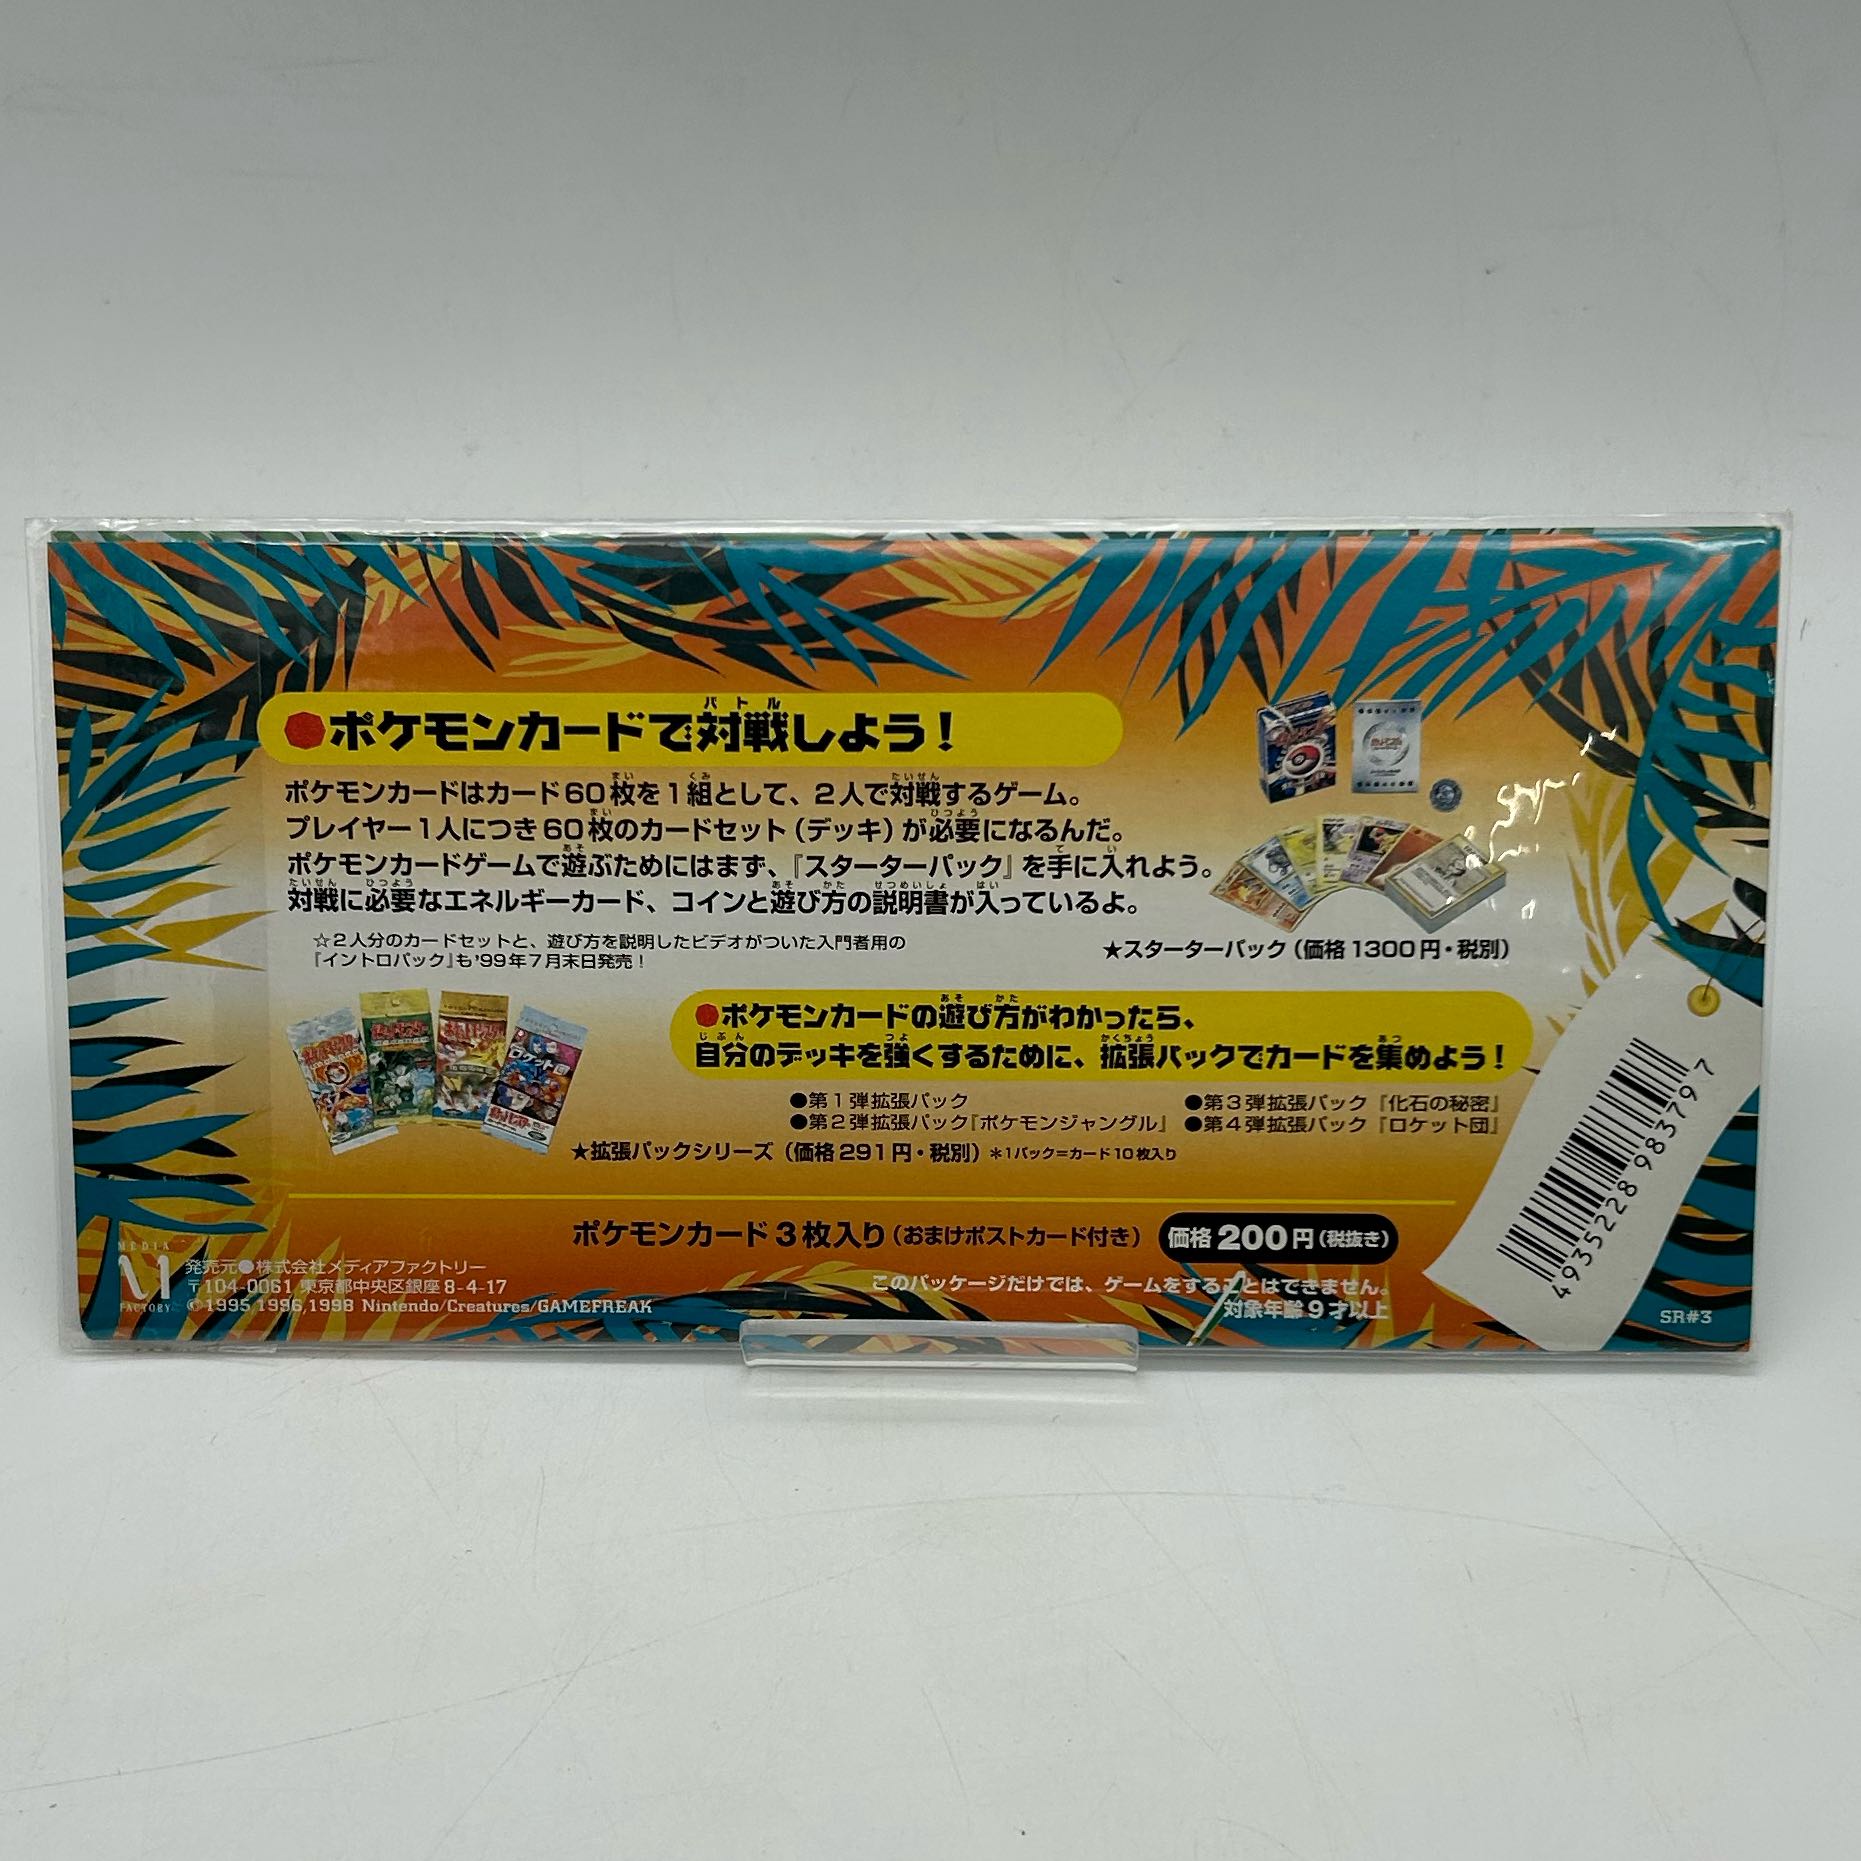 ●ポケモンカードで対戦しよう!
ポケモンカードはカード60枚を1組として、2人で対戦するゲーム。
プレイヤー1人につき60枚のカードセット(デッキ)が必要になるんだ。
ポケモンカードゲームで遊ぶためにはまず、『スターターパック』を手に入れよう。
対戦に必要なエネルギーカード、コインと遊び方の説明書が入っているよ。
☆2人分のカードセットと、遊び方を説明したビデオがついた入門者用の
『イントロパック』も'99年7月末日発売!
★スターターパック(価格1300円・税別)
●ポケモンカードの遊び方がわかったら、
自分のデッキを強くするために、拡張パックでカードを集めよう!
●第1弾拡張パック
●第2弾拡張パック『ポケモンジャングル』
●第3弾拡張パック『化石の秘密』
●第4弾拡張パック『ロケット団』
★拡張パックシリーズ(価格291円・税別)*1パック=カード10枚入り
ポケモンカード3枚入り(おまけポストカード付き) 価格200円(税抜き)
このパッケージだけでは、ゲームをすることはできません。
対象年齢9才以上
MEDIA
FACTORY
発売元●株式会社メディアファクトリー
〒104-0061 東京都中央区銀座8-4-17
©1995,1996,1998 Nintendo/Creatures/GAMEFREAK
4935228983797
SR#3